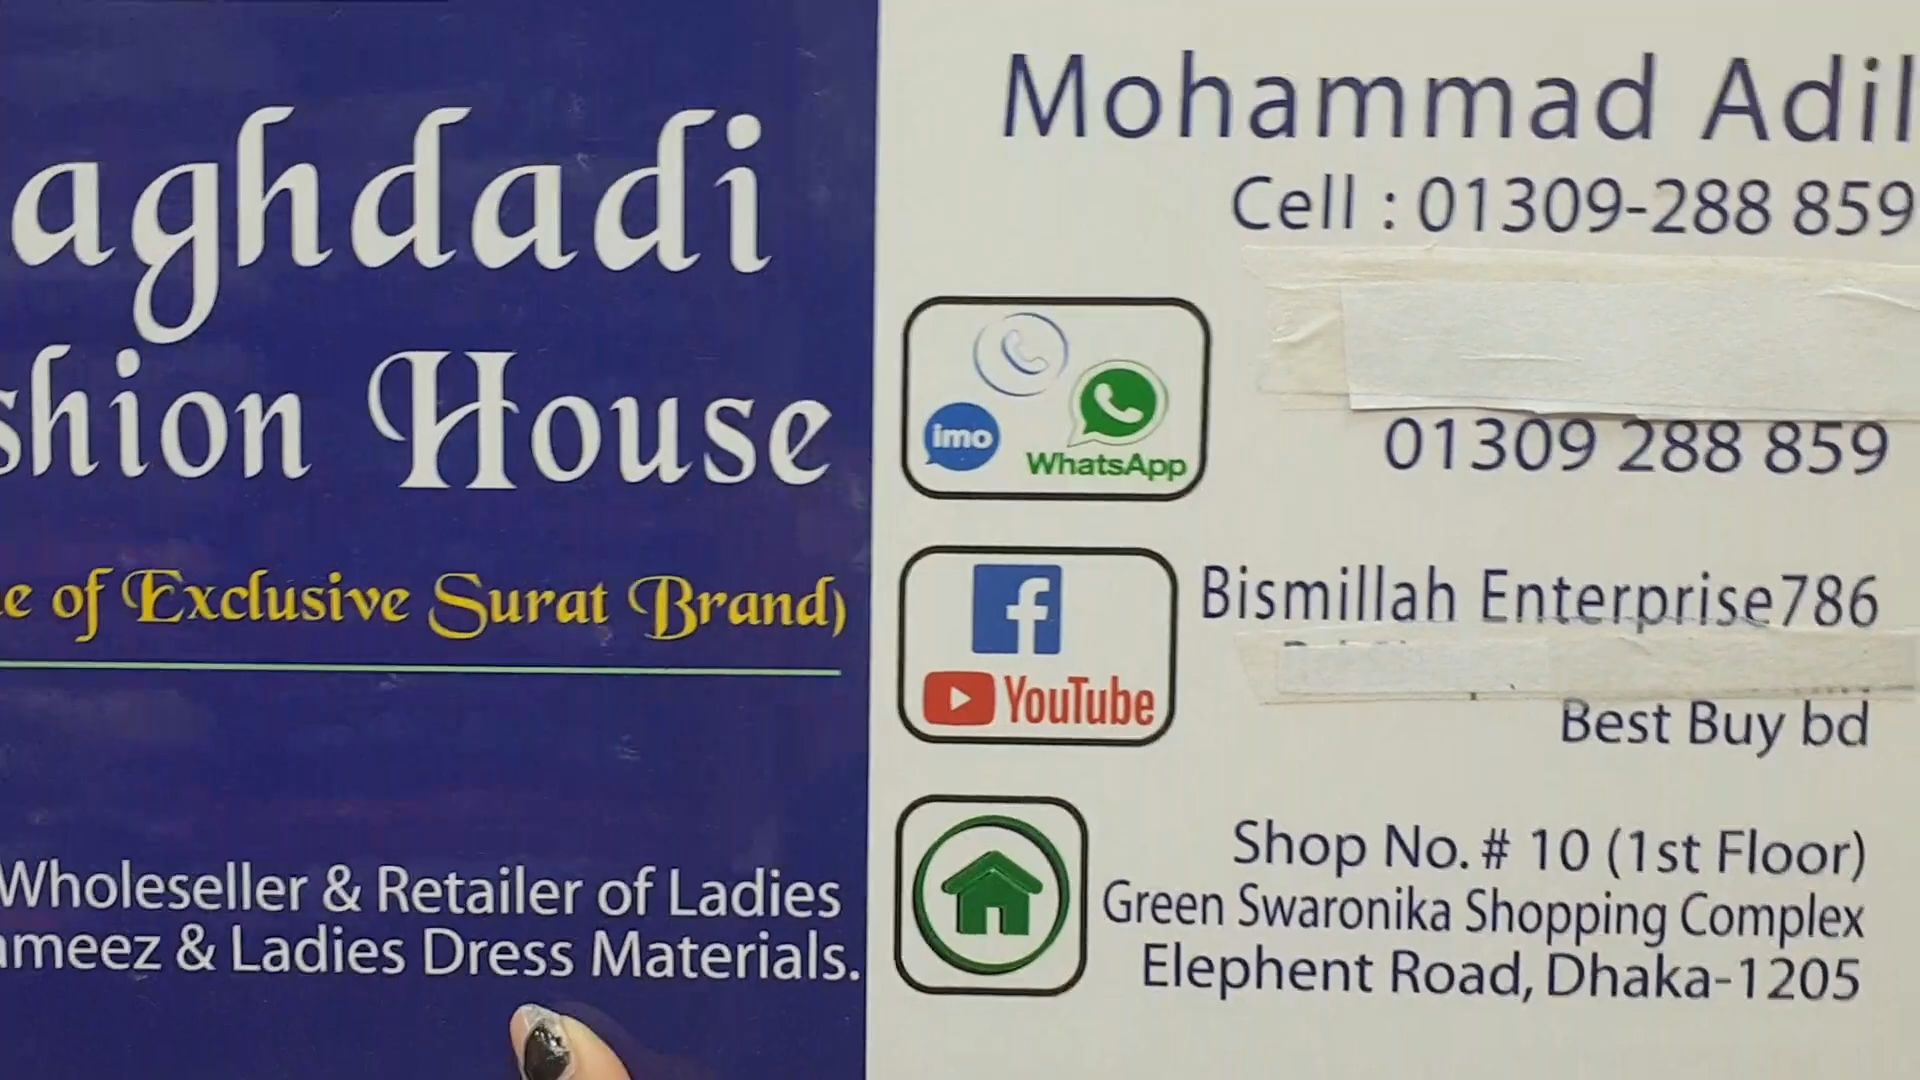 aghdadi
shion House
e of Exclusive Surat Brand)
Wholeseller & Retailer of Ladies
ameez & Ladies Dress Materials.
Mohammad Adil
Cell : 01309-288 859
imo
WhatsApp
01309 288 859
Bismillah Enterprise786
YouTube
Best Buy bd
Shop No. # 10 (1st Floor)
Green Swaronika Shopping Complex
Elephent Road, Dhaka-1205